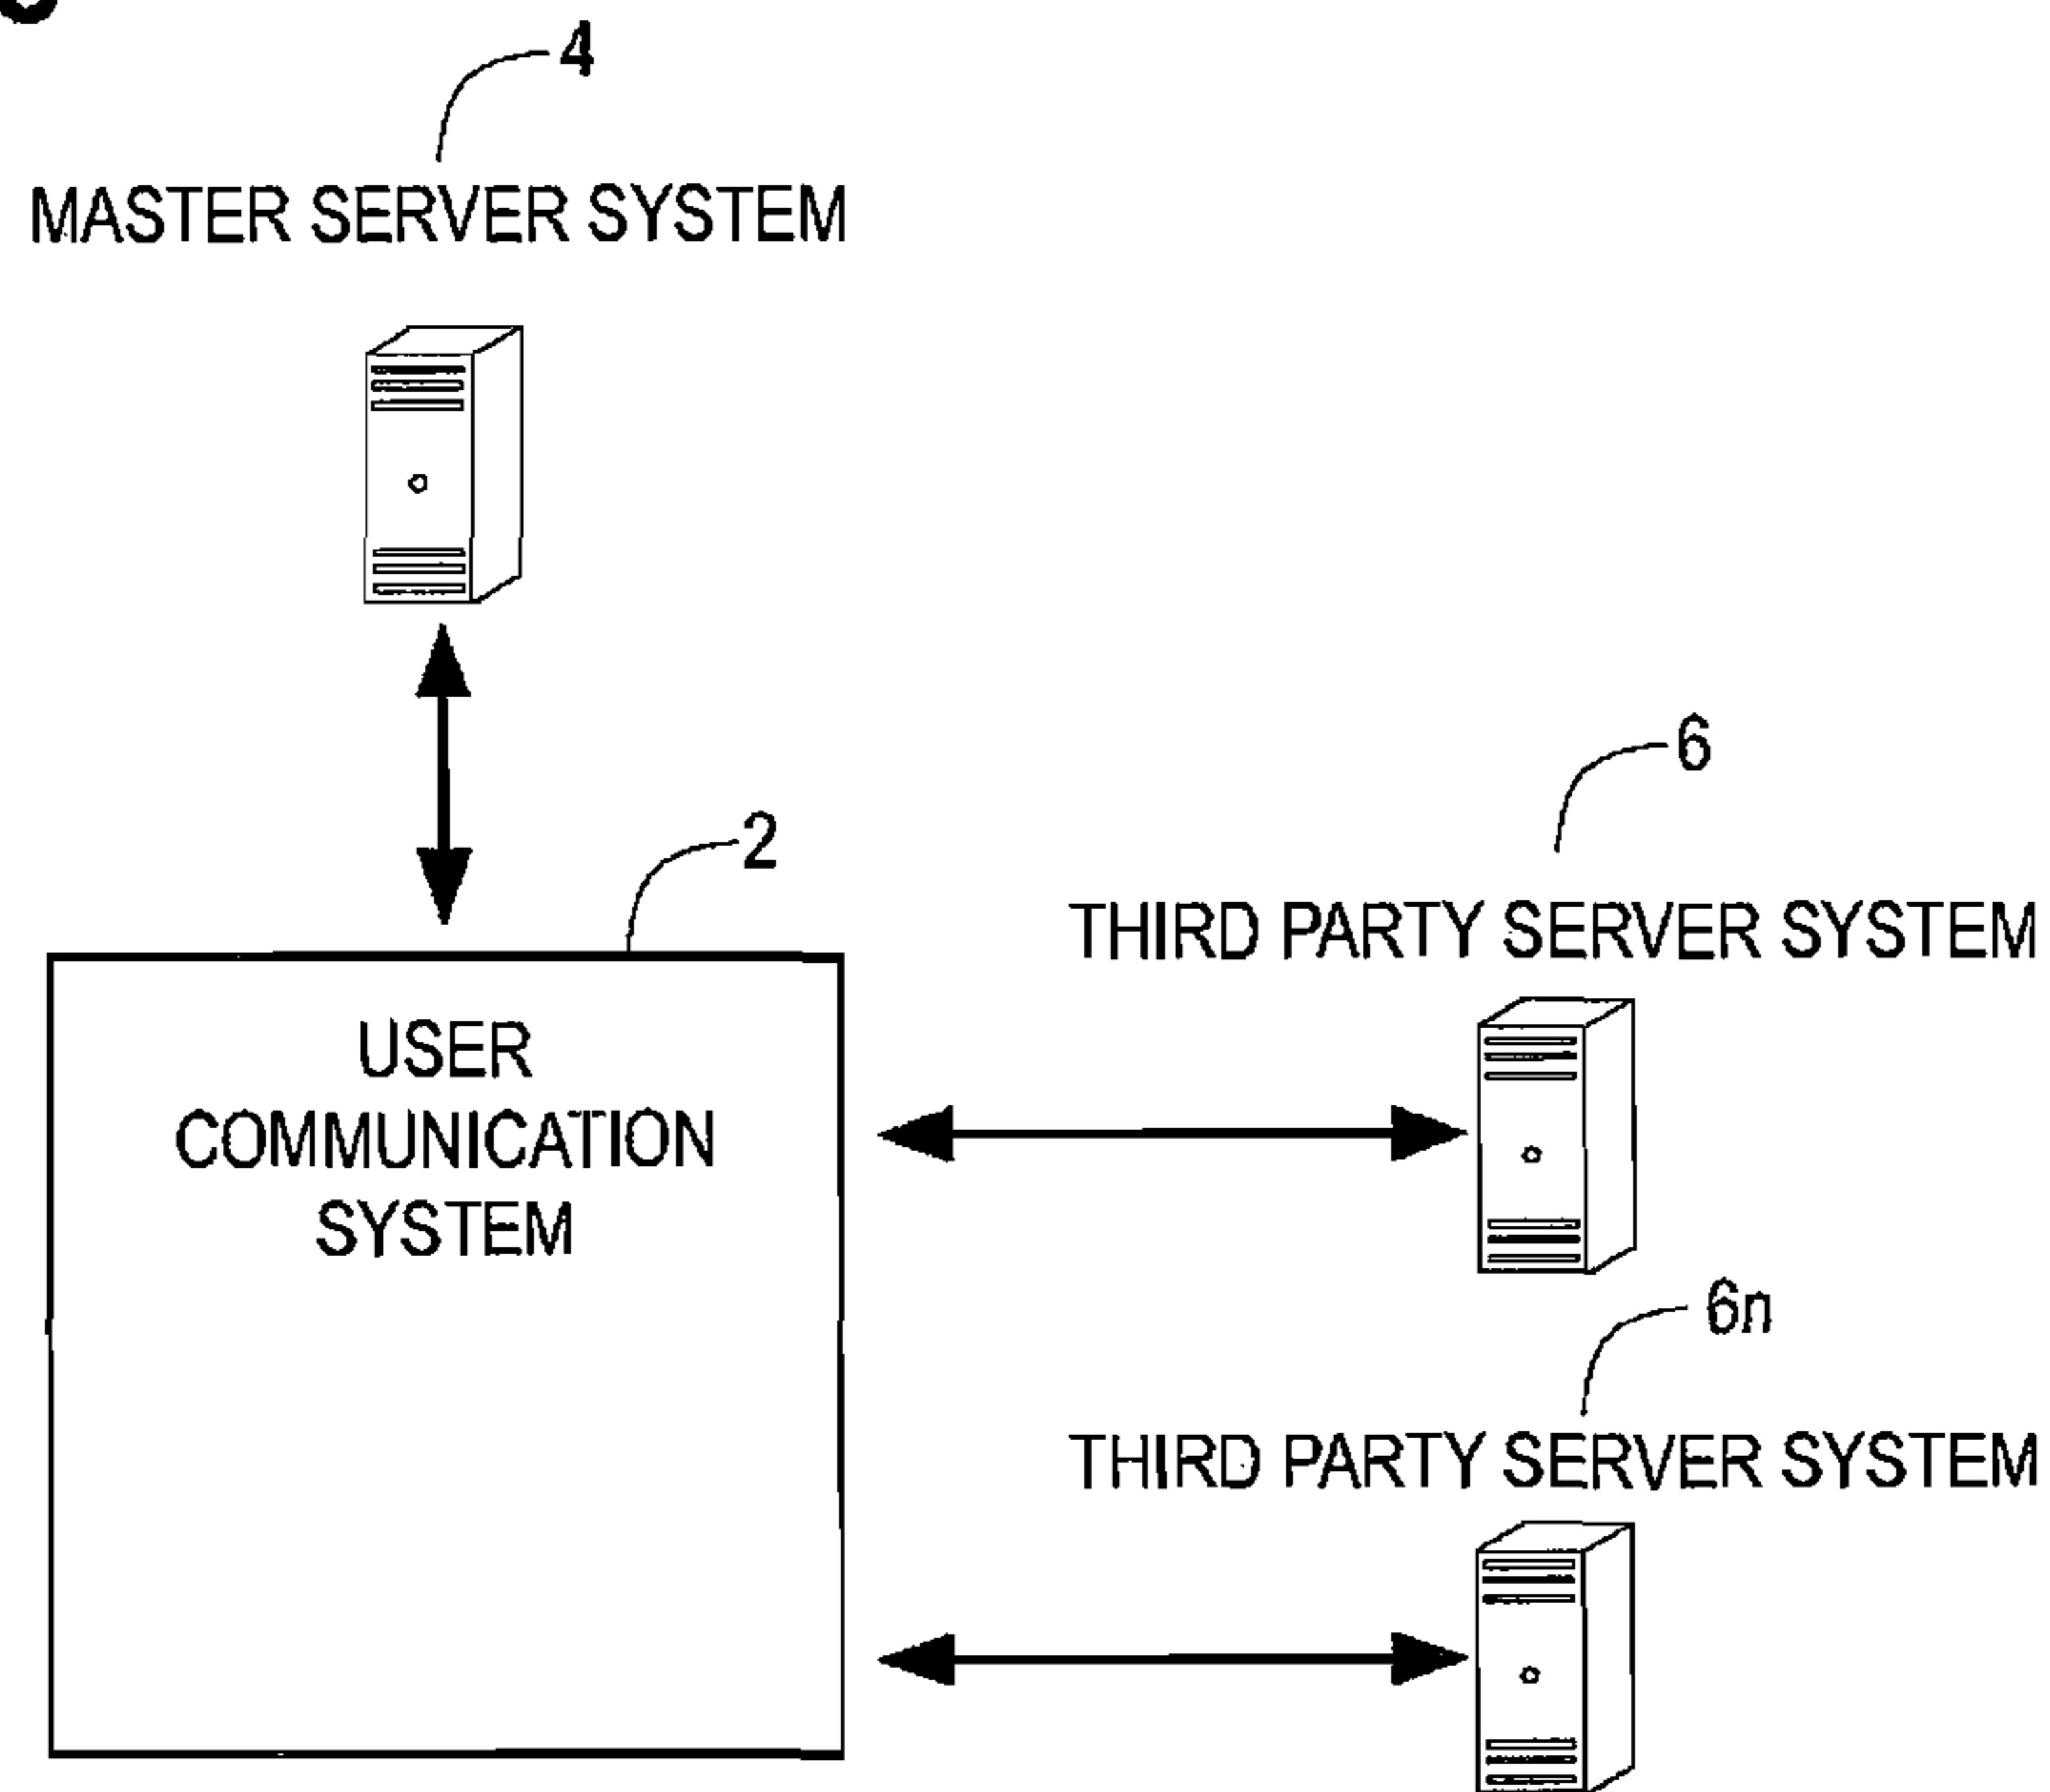 4
MASTER SERVER SYSTEM
2
USER
COMMUNICATION
SYSTEM
6
THIRD PARTY SERVER SYSTEM
6n
THIRD PARTY SERVER SYSTEM